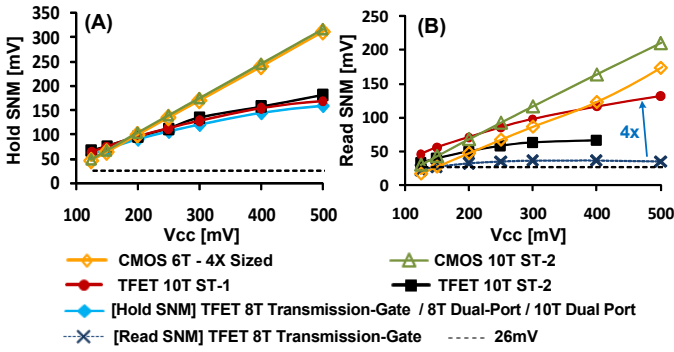 (A)
Hold SNM [mV]
350
300
250
200
150
100
50
0
100 200 300 400 500
Vcc [mV]
(B)
Read SNM [mV]
250
200
150
100
50
0
4x
100 200 300 400 500
Vcc [mV]
CMOS 6T - 4X Sized CMOS 10T ST-2
TFET 10T ST-1 TFET 10T ST-2
[Hold SNM] TFET 8T Transmission-Gate / 8T Dual-Port / 10T Dual Port
[Read SNM] TFET 8T Transmission-Gate 26mV